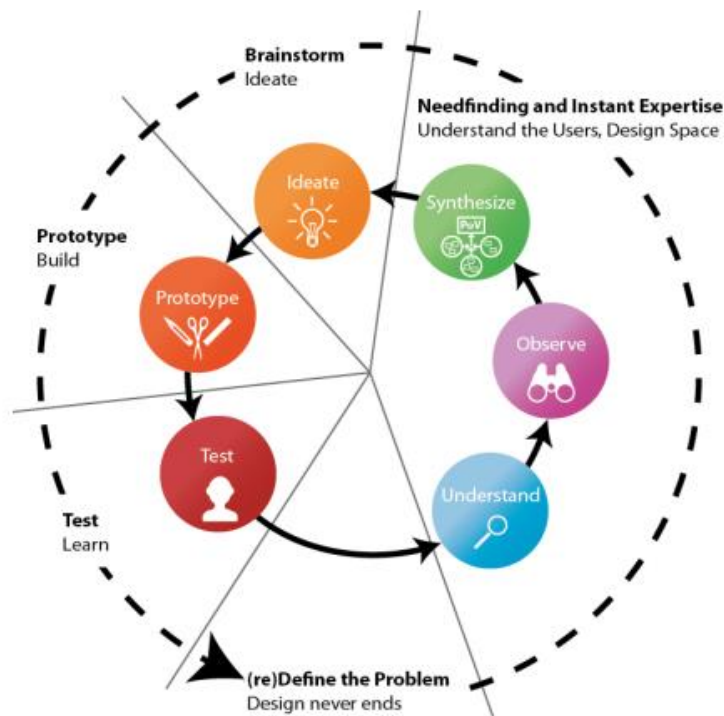 Brainstorm
Ideate
Needfinding and Instant Expertise
Understand the Users, Design Space
Ideate
Synthesize
PoV
Prototype
Build
Prototype
Observe
Test
Understand
Test
Learn
(re)Define the Problem
Design never ends